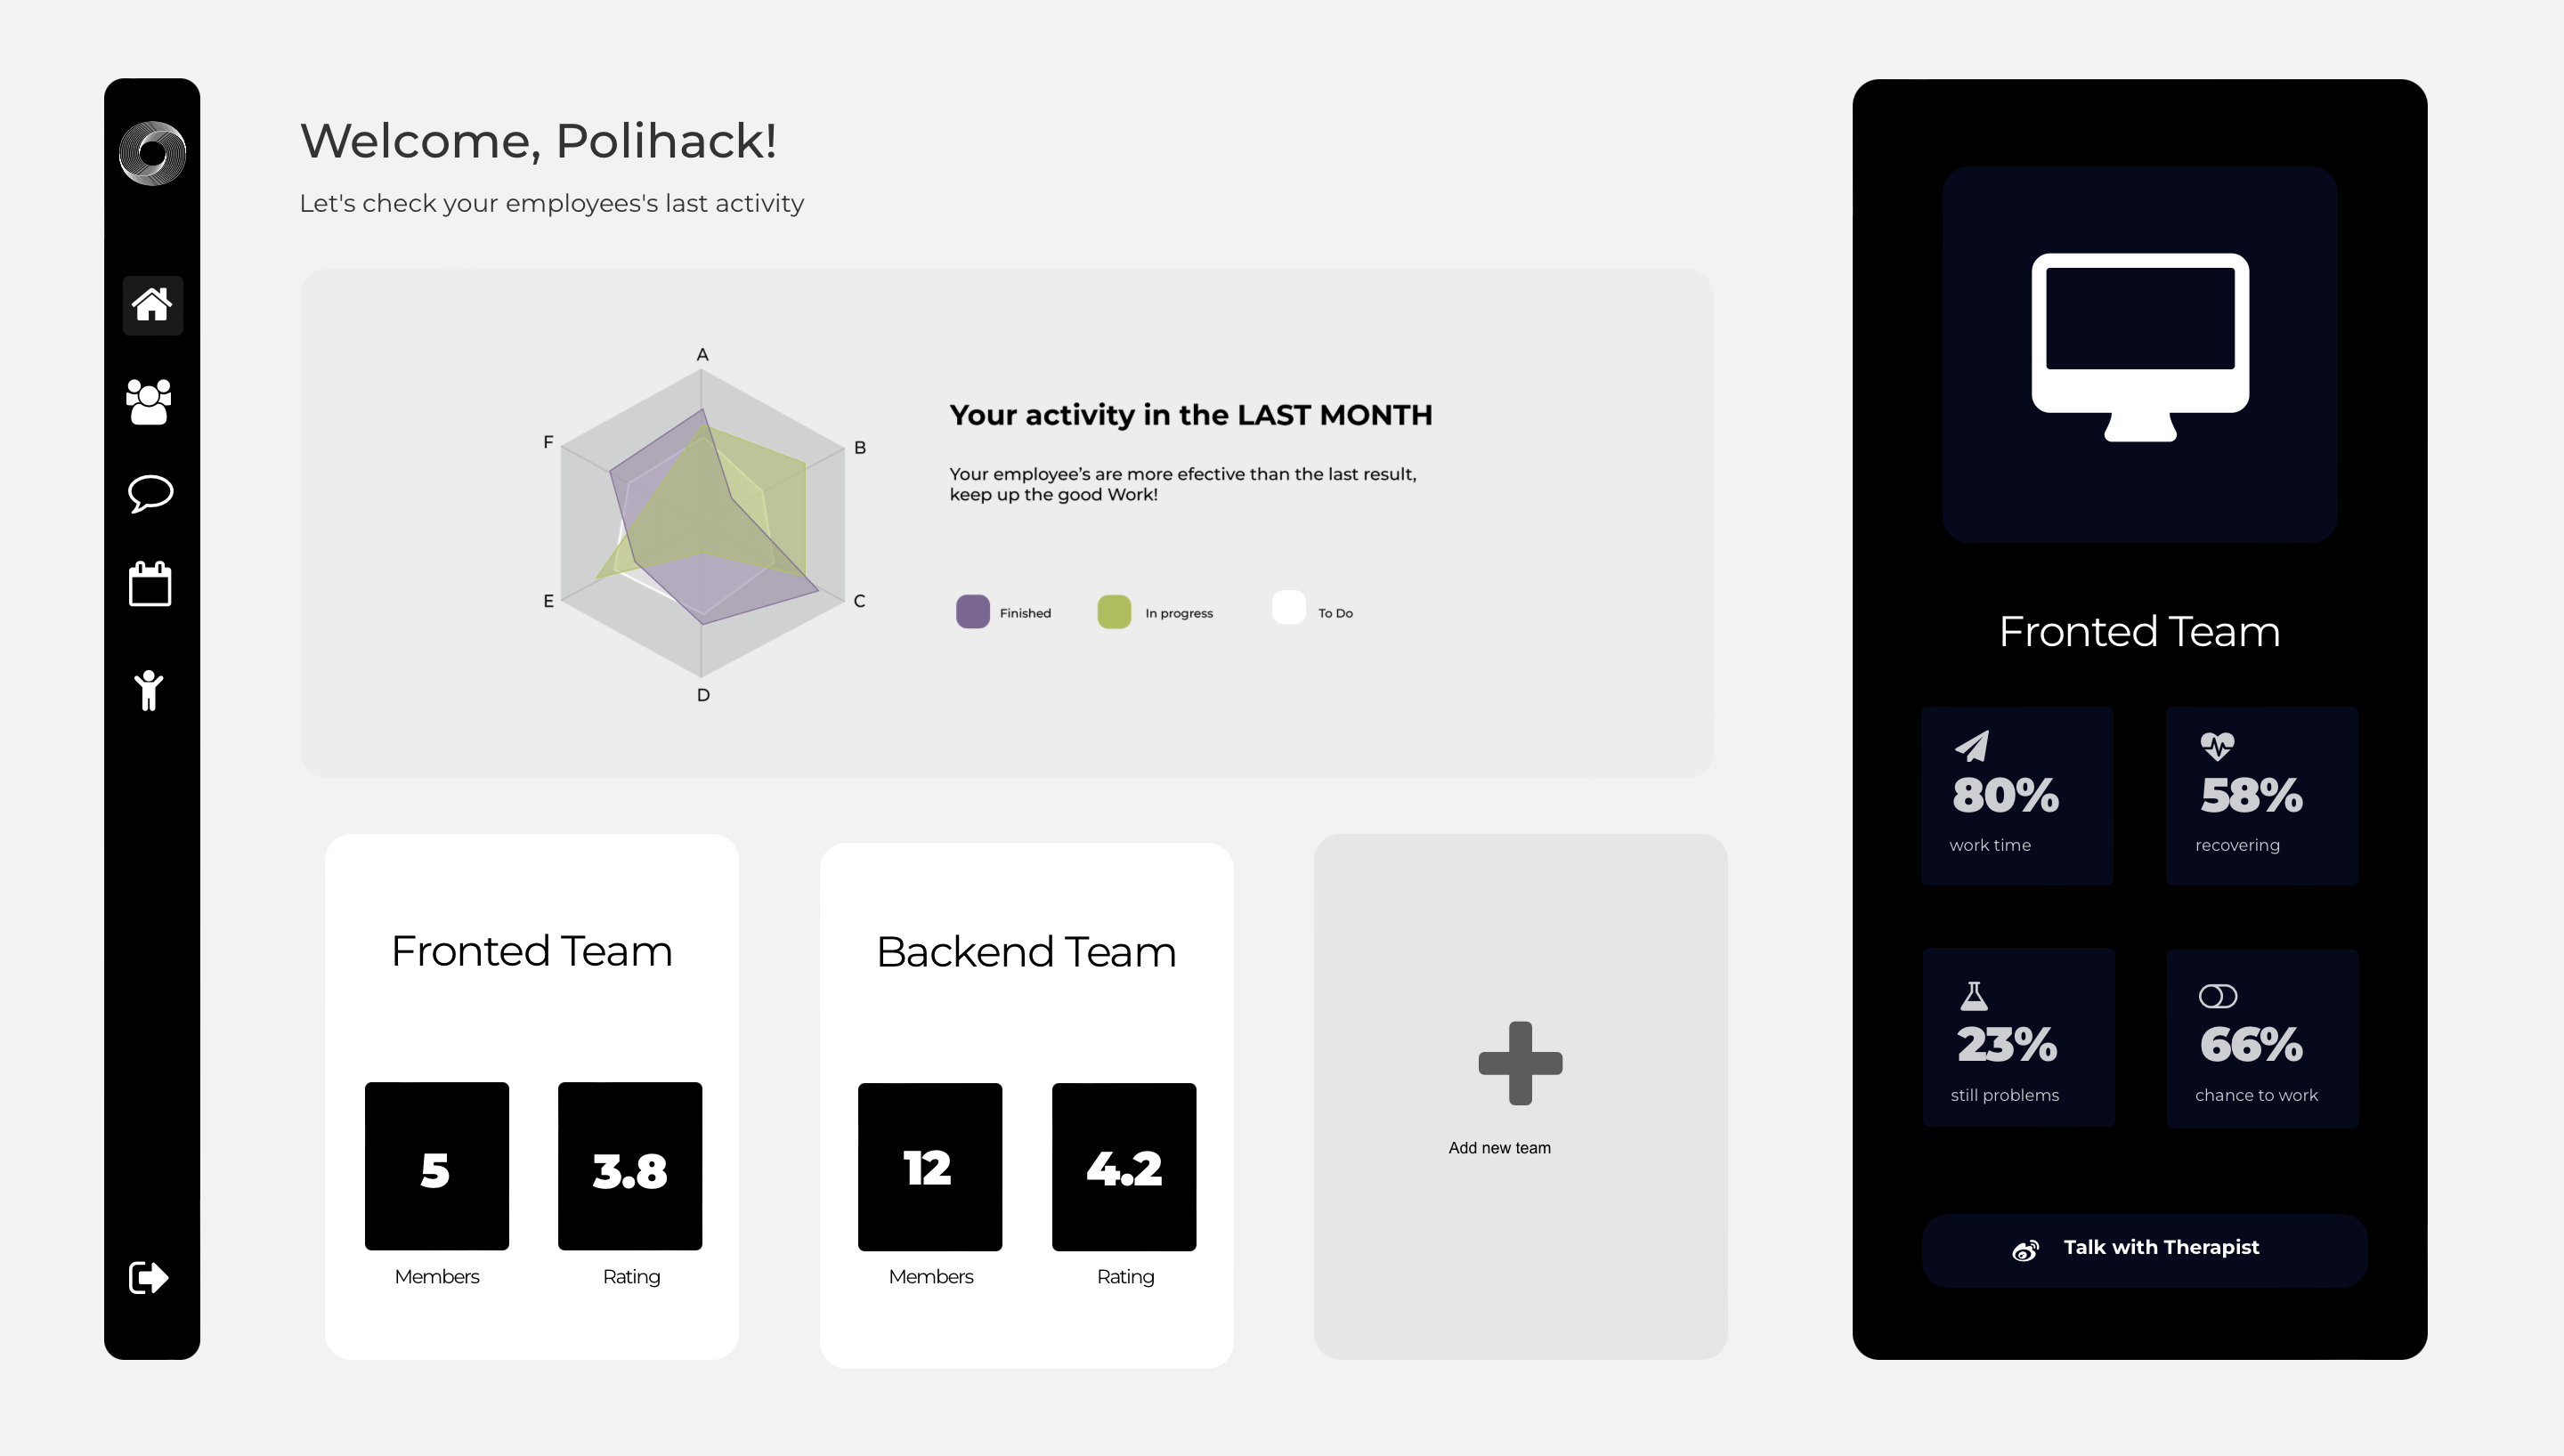 Welcome, Polihack!
Let's check your employees's last activity
A
B
C
D
E
F
Your activity in the LAST MONTH
Your employee’s are more efective than the last result,
keep up the good Work!
Finished
In progress
To Do
Fronted Team
5
3.8
Members
Rating
Backend Team
12
4.2
Members
Rating
Add new team
Fronted Team
80%
work time
58%
recovering
23%
still problems
66%
chance to work
Talk with Therapist